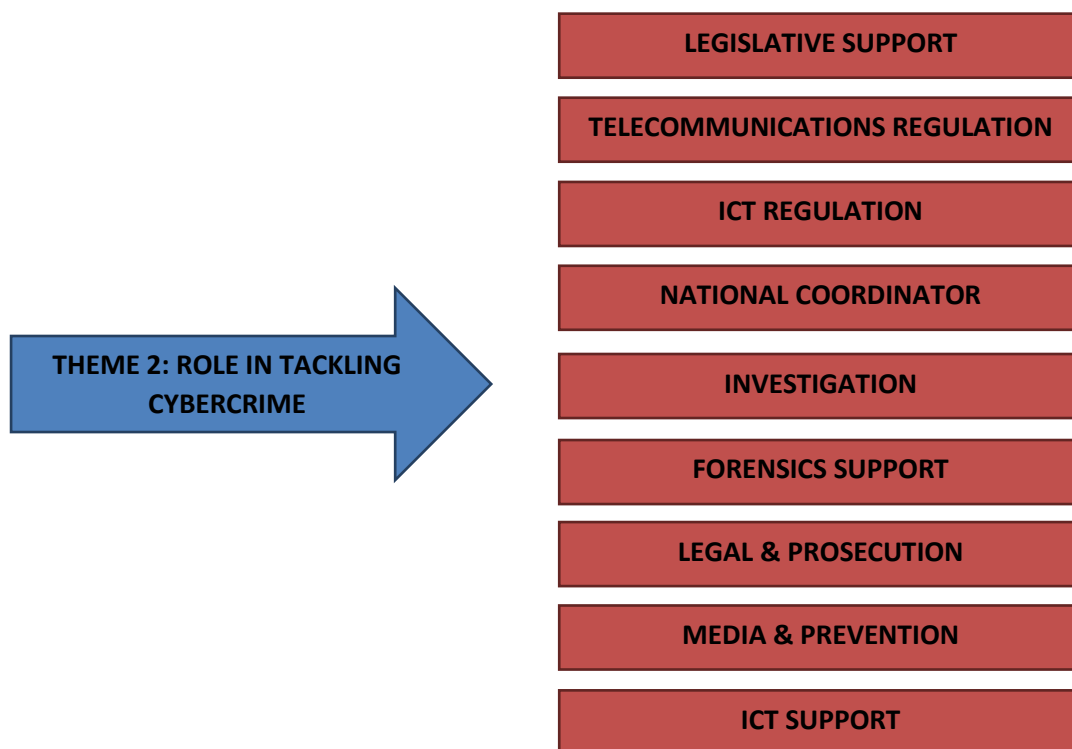 LEGISLATIVE SUPPORT
TELECOMMUNICATIONS REGULATION
ICT REGULATION
NATIONAL COORDINATOR
THEME 2: ROLE IN TACKLING
CYBERCRIME
INVESTIGATION
FORENSICS SUPPORT
LEGAL & PROSECUTION
MEDIA & PREVENTION
ICT SUPPORT